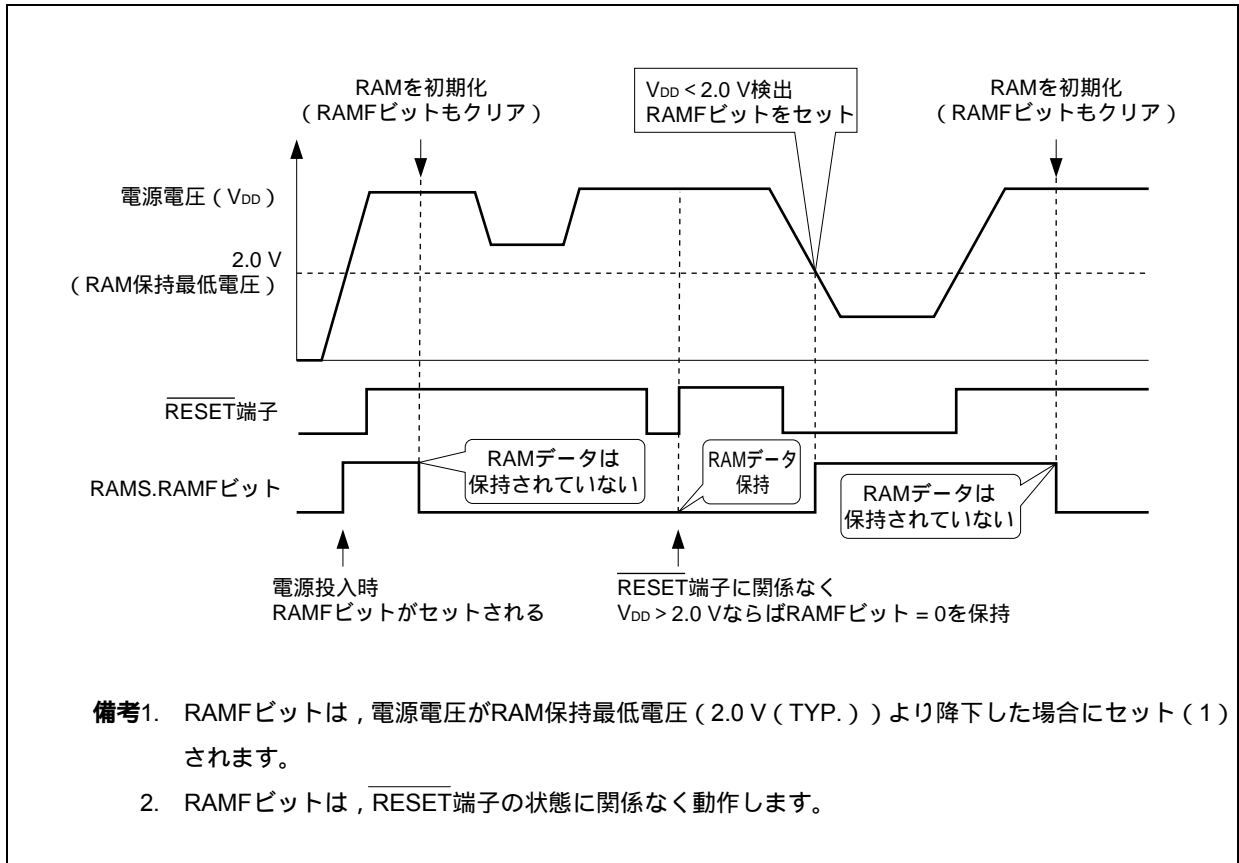 RAMを初期化
（RAMFビットもクリア）
VDD < 2.0 V検出
RAMFビットをセット
RAMを初期化
（RAMFビットもクリア）
電源電圧（VDD）
2.0 V
（RAM保持最低電圧）
RESET端子
RAMS.RAMFビット
RAMデータは
保持されていない
RAMデータ
保持
RAMデータは
保持されていない
電源投入時
RAMFビットがセットされる
RESET端子に関係なく
VDD > 2.0 VならばRAMFビット = 0を保持
備考1. RAMFビットは，電源電圧がRAM保持最低電圧（2.0 V（TYP.））より降下した場合にセット（1）
されます。
2. RAMFビットは，RESET端子の状態に関係なく動作します。